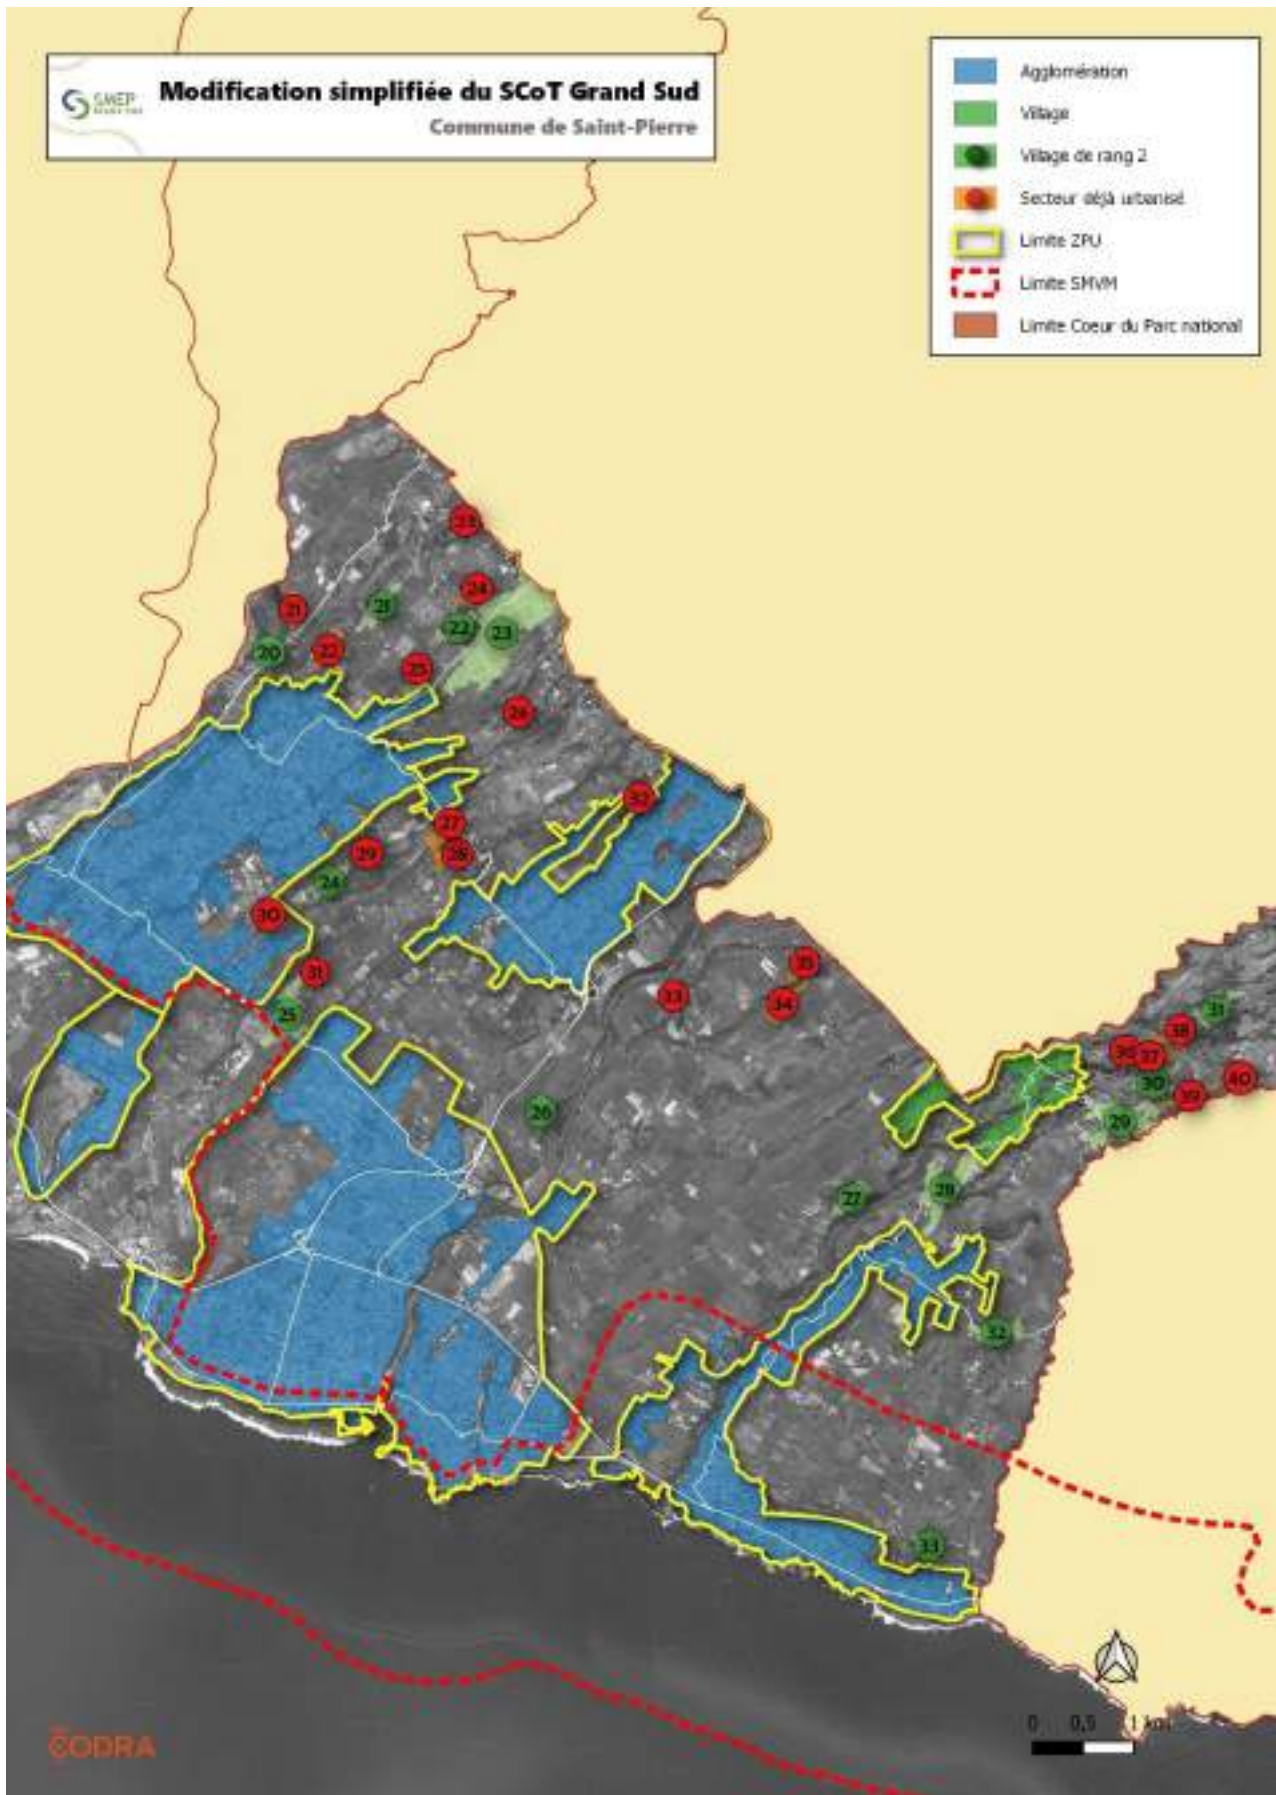 SMEP
Modification simplifiée du SCoT Grand Sud
Commune de Saint-Pierre
Agglomération
Village
Village de rang 2
Secteur déjà urbanisé
Limite ZPU
Limite SMVM
Limite Coeur du Parc national
23
24
21
21
22
23
20
22
25
26
32
27
28
29
24
30
31
25
33
34
35
26
31
38
36
37
30
40
39
29
28
27
32
33
0 0,5 1 km
CODRA